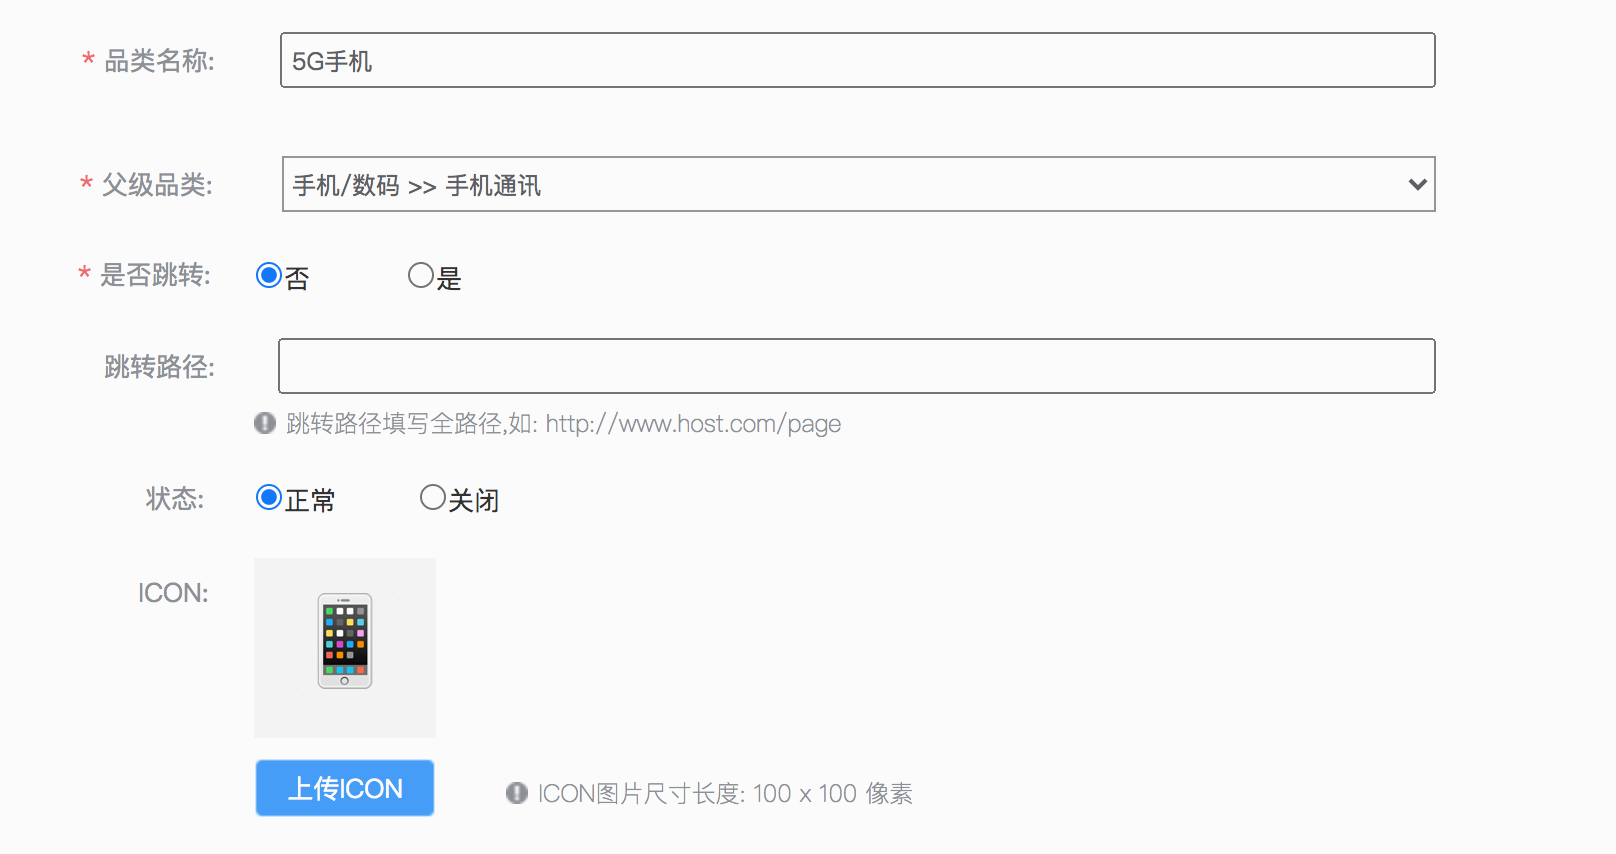 * 品类名称: 5G手机
* 父级品类: 手机/数码 >> 手机通讯
* 是否跳转: 否 是
跳转路径:
跳转路径填写全路径,如: http://www.host.com/page
状态: 正常 关闭
ICON:
上传ICON ICON图片尺寸长度: 100 x 100 像素